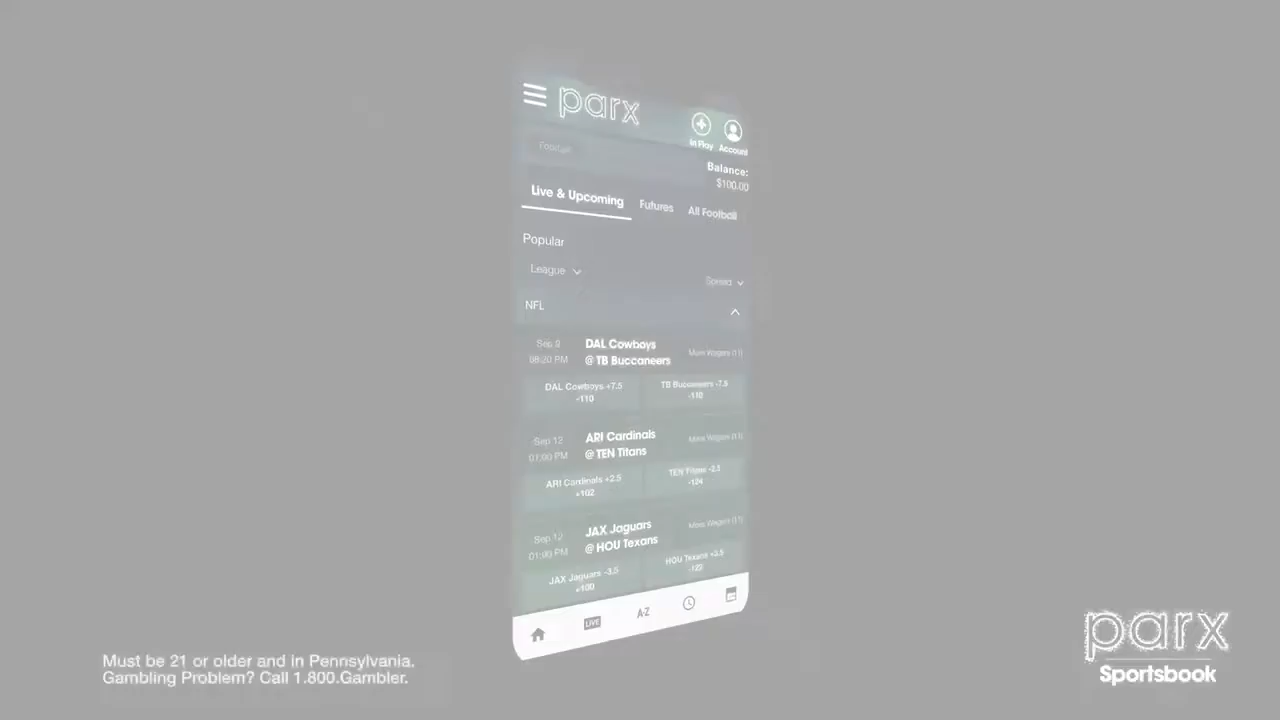 parx
In Play Account
Football
Balance:
$100.00
Live & Upcoming Futures All Football
Popular
League
Spread
NFL
Sep 9
08:20 PM
DAL Cowboys
@ TB Buccaneers
More Wagers (11)
DAL Cowboys +7.5
-110
TB Buccaneers -7.5
-110
Sep 12
01:00 PM
ARI Cardinals
@ TEN Titans
More Wagers (11)
ARI Cardinals +2.5
+102
TEN Titans -2.5
-124
Sep 12
01:00 PM
JAX Jaguars
@ HOU Texans
More Wagers (11)
JAX Jaguars -3.5
+100
HOU Texans +3.5
LIVE
A-Z
Must be 21 or older and in Pennsylvania.
Gambling Problem? Call 1.800.Gambler.
parx
Sportsbook